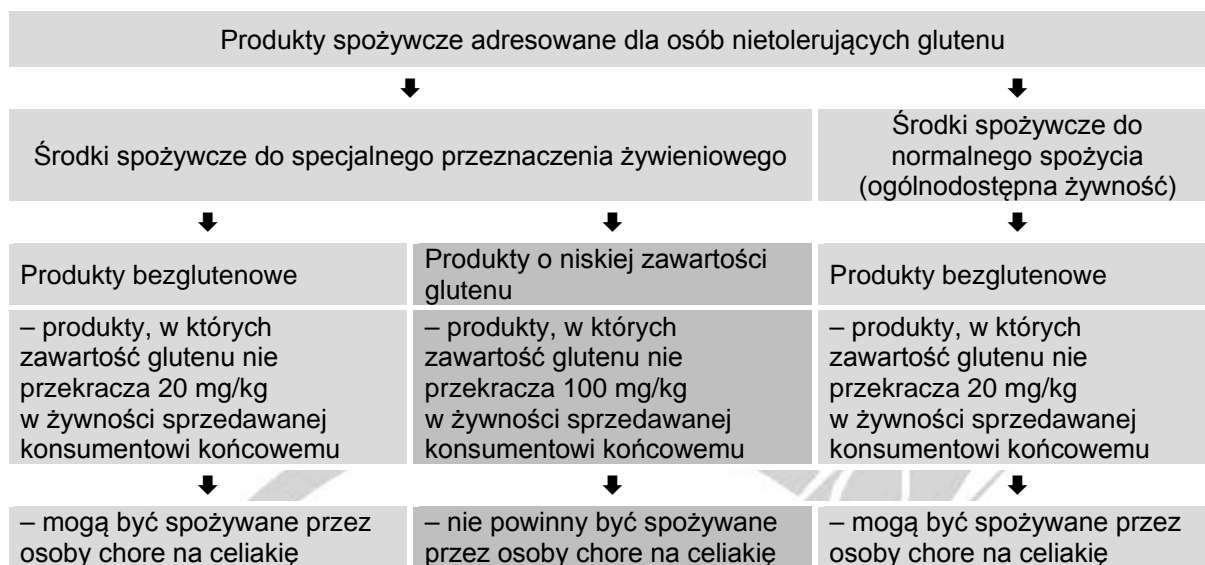 Produkty spożywcze adresowane dla osób nietolerujących glutenu
Środki spożywcze do specjalnego przeznaczenia żywieniowego
Środki spożywcze do
normalnego spożycia
(ogólnodostępna żywność)
Produkty bezglutenowe
Produkty o niskiej zawartości
glutenu
Produkty bezglutenowe
– produkty, w których
zawartość glutenu nie
przekracza 20 mg/kg
w żywności sprzedawanej
konsumentowi końcowemu
– produkty, w których
zawartość glutenu nie
przekracza 100 mg/kg
w żywności sprzedawanej
konsumentowi końcowemu
– produkty, w których
zawartość glutenu nie
przekracza 20 mg/kg
w żywności sprzedawanej
konsumentowi końcowemu
– mogą być spożywane przez
osoby chore na celiakię
– nie powinny być spożywane
przez osoby chore na celiakię
– mogą być spożywane przez
osoby chore na celiakię